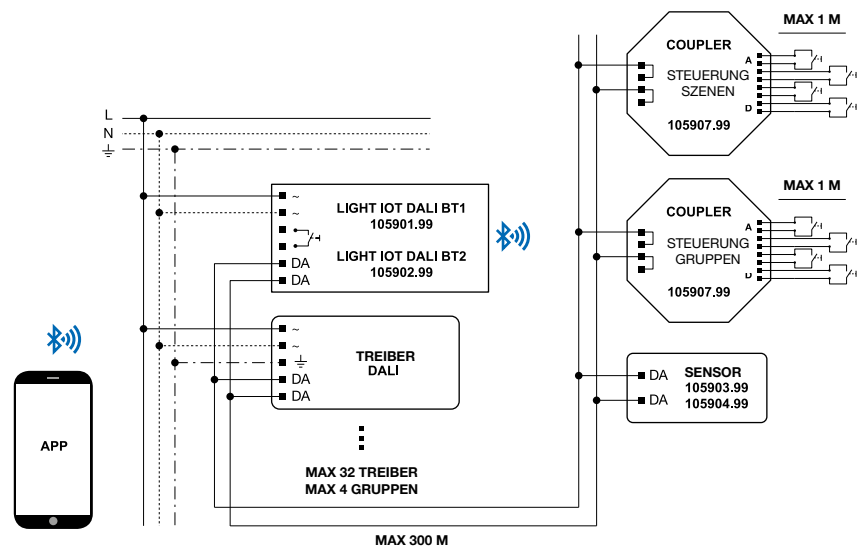 MAX 1 M
COUPLER
A
STEUERUNG
SZENEN
D
105907.99
L
N
~
LIGHT IOT DALI BT1
~
105901.99
LIGHT IOT DALI BT2
DA
105902.99
DA
MAX 1 M
COUPLER
A
STEUERUNG
GRUPPEN
D
105907.99
~
~
TREIBER
DALI
DA
DA
SENSOR
DA
105903.99
DA
105904.99
APP
MAX 32 TREIBER
MAX 4 GRUPPEN
MAX 300 M